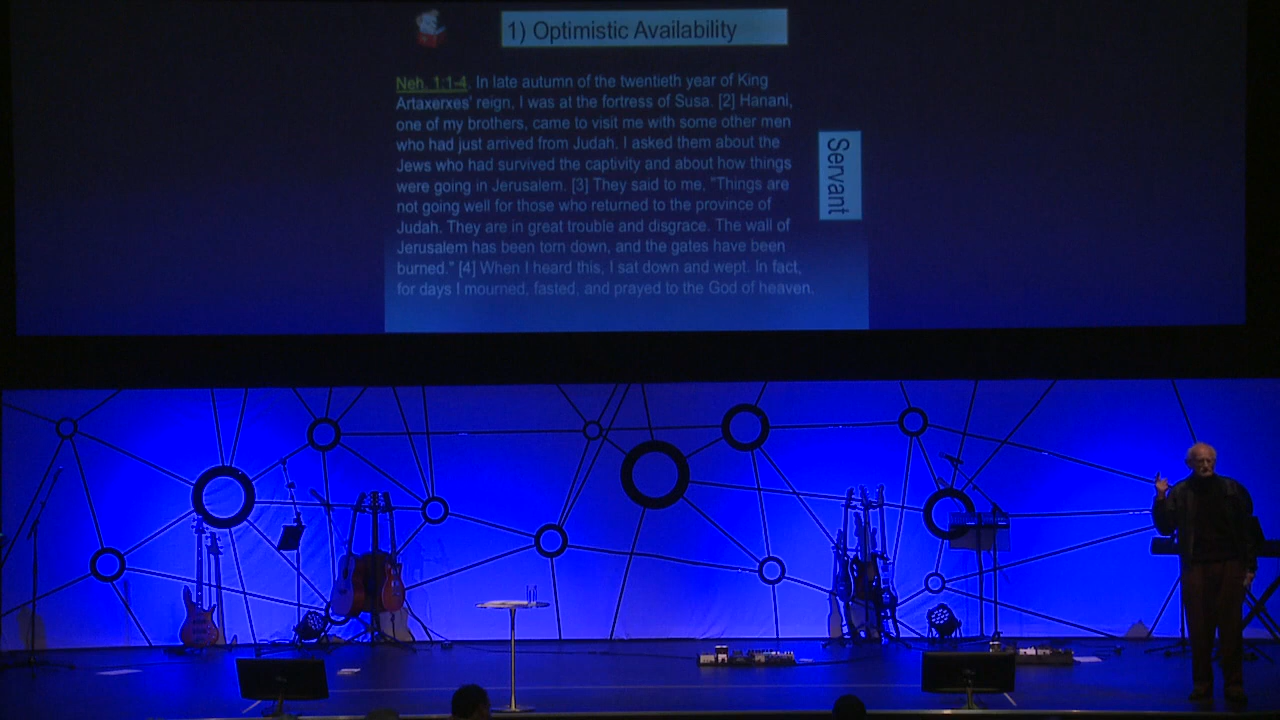 1) Optimistic Availability
Neh. 1:1-4. In late autumn of the twentieth year of King
Artaxerxes' reign, I was at the fortress of Susa. [2] Hanani,
one of my brothers, came to visit me with some other men
who had just arrived from Judah. I asked them about the
Jews who had survived the captivity and about how things
were going in Jerusalem. [3] They said to me, "Things are
not going well for those who returned to the province of
Judah. They are in great trouble and disgrace. The wall of
Jerusalem has been torn down, and the gates have been
burned." [4] When I heard this, I sat down and wept. In fact,
for days I mourned, fasted, and prayed to the God of heaven.
Servant